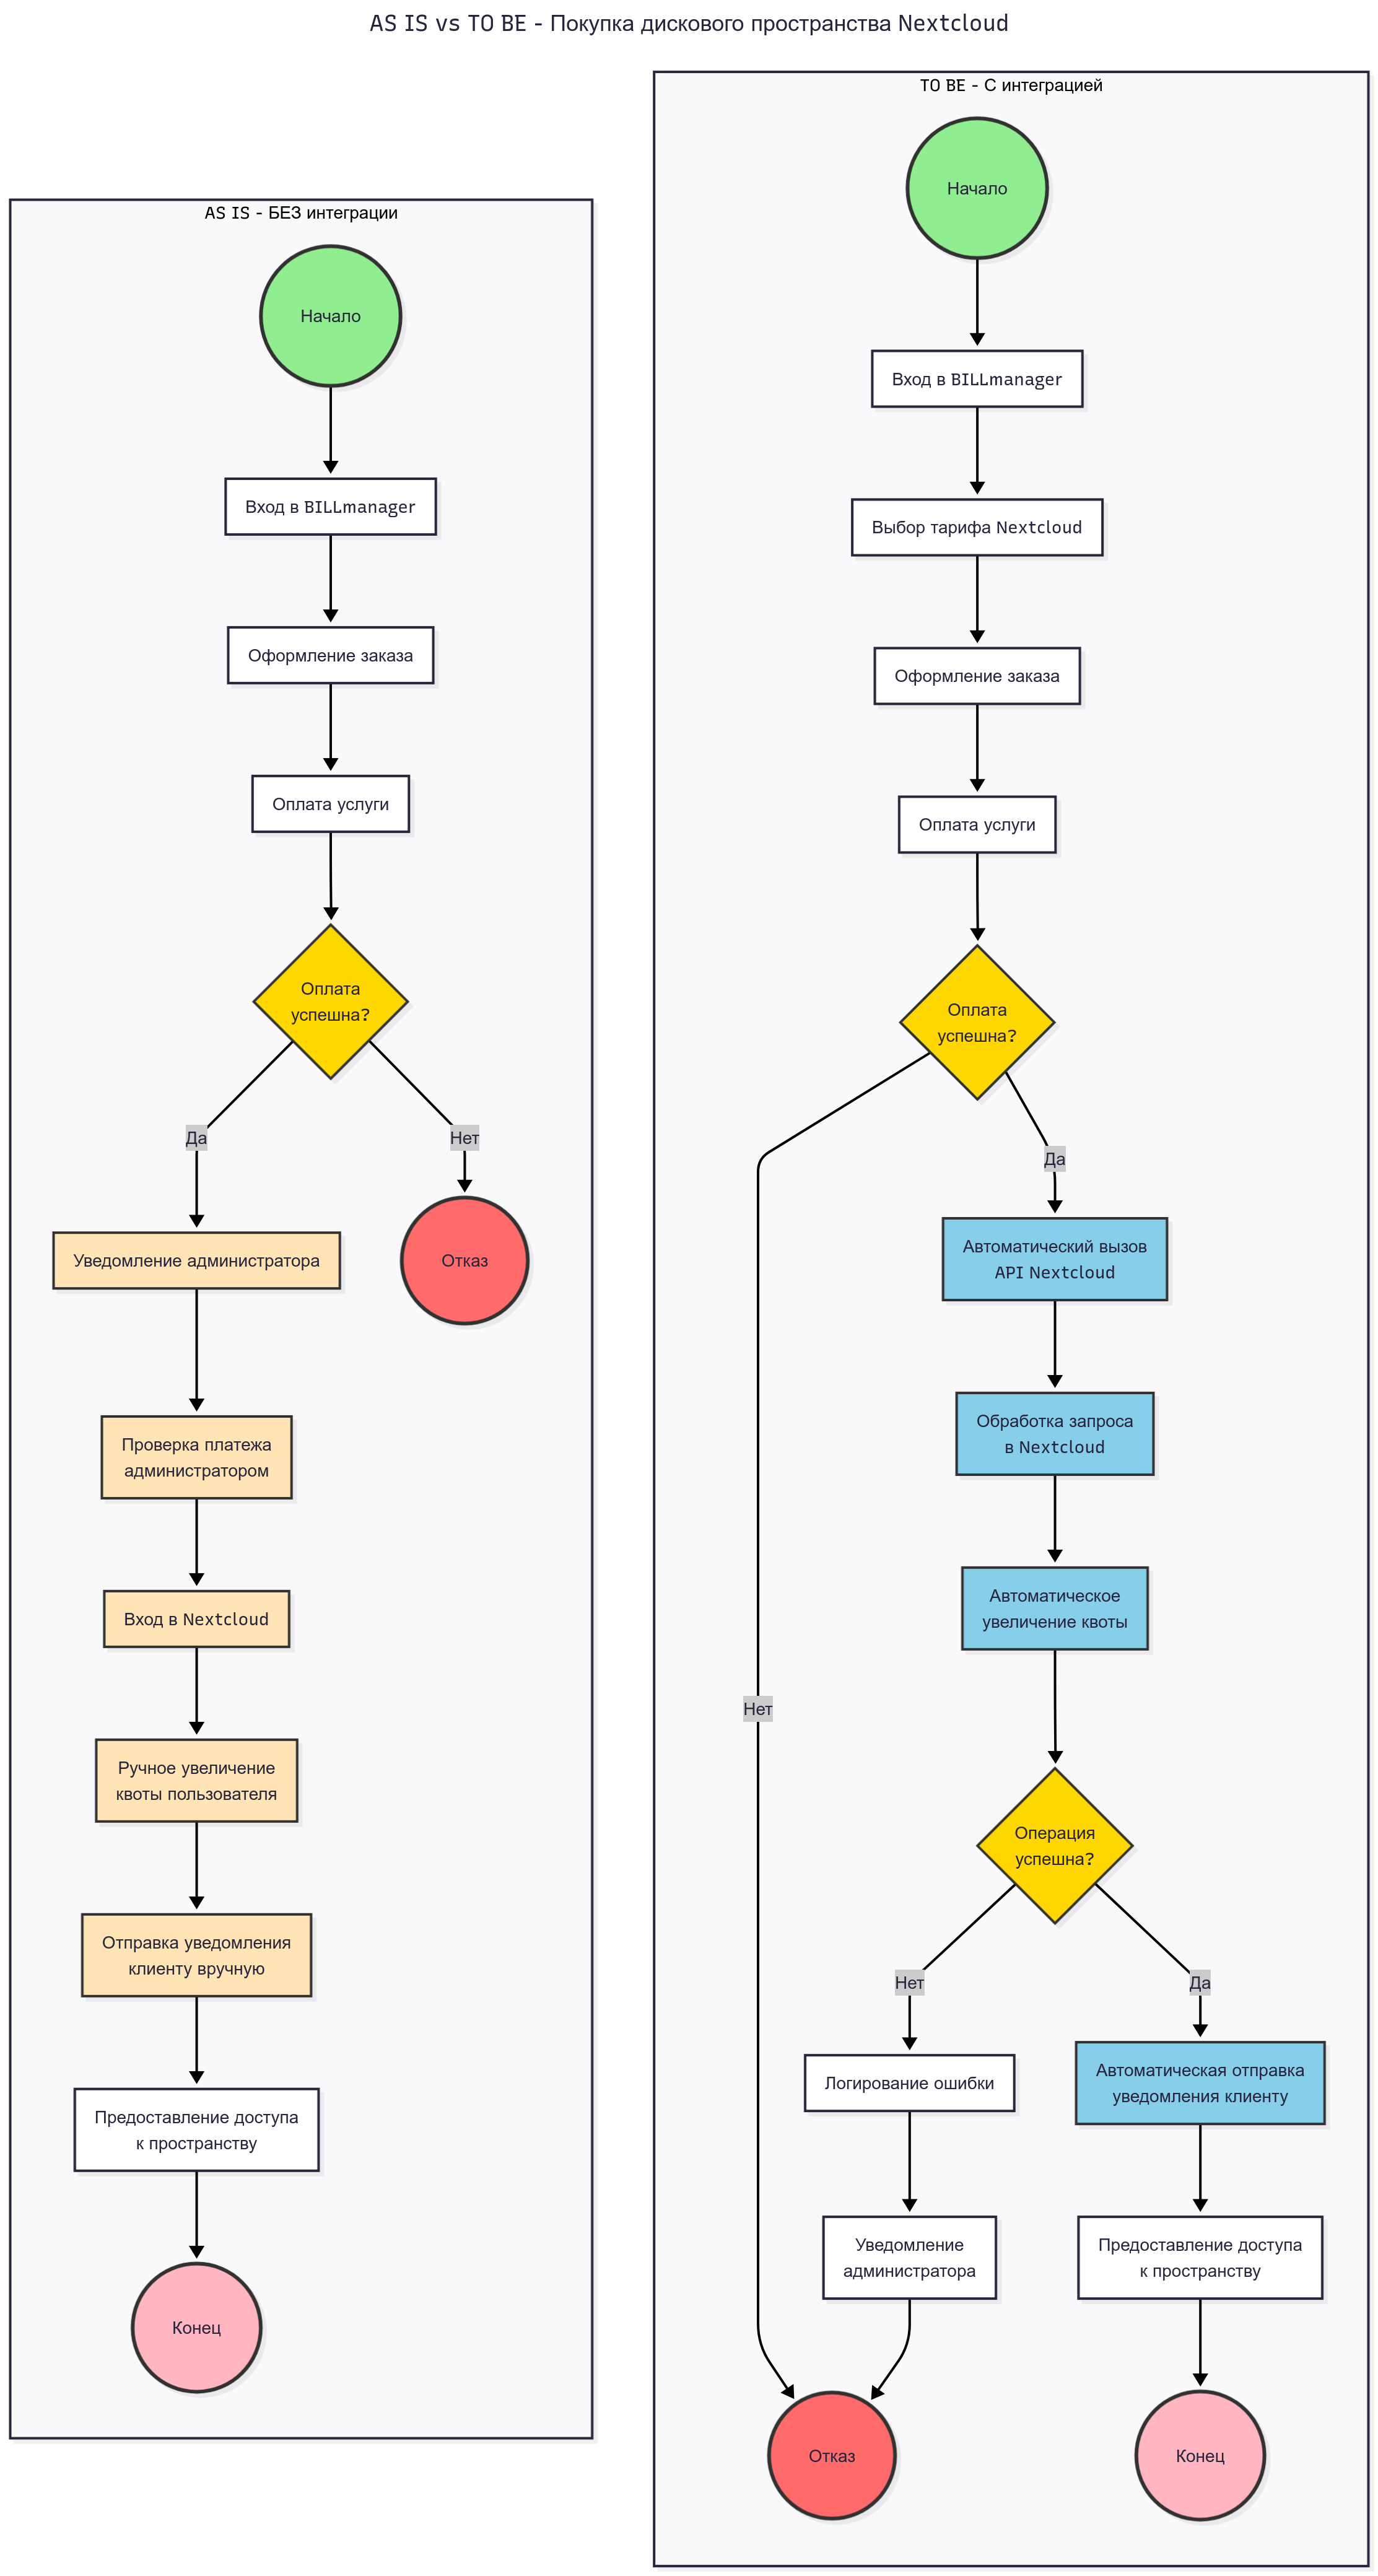 AS IS vs TO BE - Покупка дискового пространства Nextcloud
AS IS - БЕЗ интеграции
Начало
Вход в BILLmanager
Оформление заказа
Оплата услуги
Оплата
успешна?
Да
Нет
Уведомление администратора
Отказ
Проверка платежа
администратором
Вход в Nextcloud
Ручное увеличение
квоты пользователя
Отправка уведомления
клиенту вручную
Предоставление доступа
к пространству
Конец
TO BE - С интеграцией
Начало
Вход в BILLmanager
Выбор тарифа Nextcloud
Оформление заказа
Оплата услуги
Оплата
успешна?
Да
Автоматический вызов
API Nextcloud
Обработка запроса
в Nextcloud
Автоматическое
увеличение квоты
Нет
Операция
успешна?
Нет
Да
Логирование ошибки
Автоматическая отправка
уведомления клиенту
Уведомление
администратора
Предоставление доступа
к пространству
Отказ
Конец